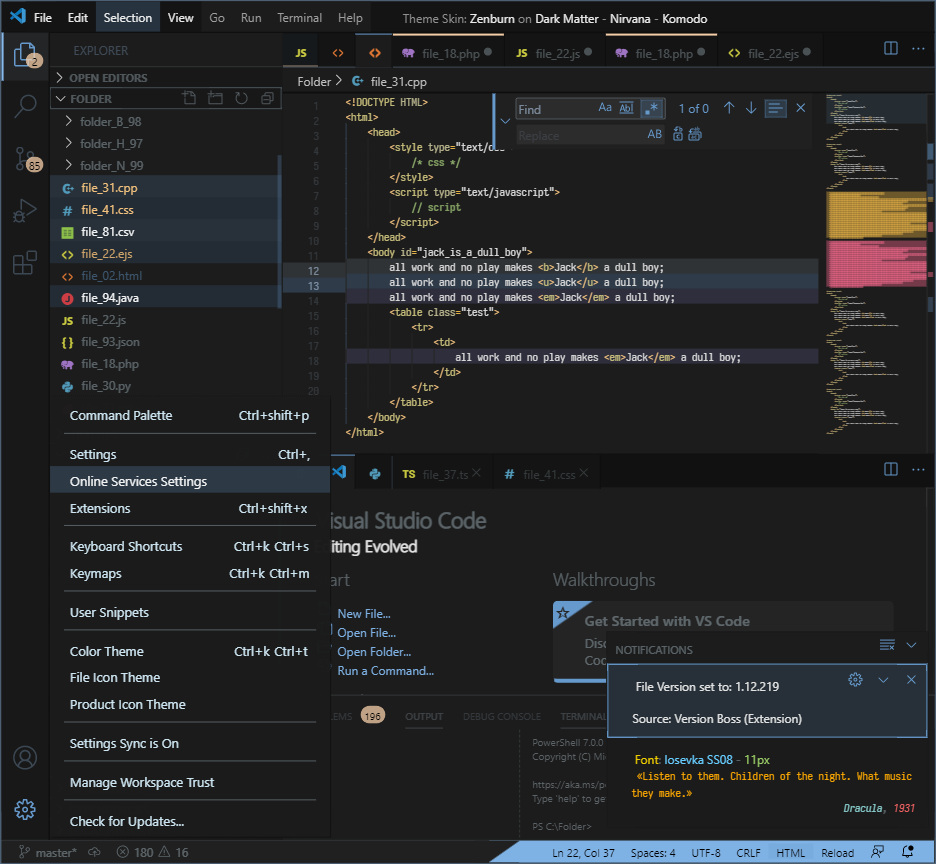 File Edit Selection View Go Run Terminal Help Theme Skin: Zenburn on Dark Matter - Nirvana - Komodo
2
EXPLORER
JS <> <> file_18.php JS file_22.js file_18.php <> file_22.ejs
OPEN EDITORS
Folder > file_31.cpp
FOLDER
folder_B_98
folder_H_97
folder_N_99
85
file_31.cpp
# file_41.css
file_81.csv
<> file_22.ejs
<> file_02.html
file_94.java
JS file_22.js
{} file_93.json
file_18.php
file_30.py
Find Aa Abl .* 1 of 0
Replace AB
1 <!DOCTYPE HTML>
2 <html>
3 <head>
4 <style type="text/css
5 /* css */
6 </style>
7 <script type="text/javascript">
8 // script
9 </script>
10 </head>
11 <body id="jack_is_a_dull_boy">
12 all work and no play makes <b>Jack</b> a dull boy;
13 all work and no play makes <u>Jack</u> a dull boy;
14 all work and no play makes <em>Jack</em> a dull boy;
15 <table class="test">
16 <tr>
17 <td>
18 all work and no play makes <em>Jack</em> a dull boy;
19 </td>
20 </tr>
</table>
</body>
</html>
Command Palette Ctrl+shift+p
Settings Ctrl+,
Online Services Settings
Extensions Ctrl+shift+x
Keyboard Shortcuts Ctrl+k Ctrl+s
Keymaps Ctrl+k Ctrl+m
User Snippets
Color Theme Ctrl+k Ctrl+t
File Icon Theme
Product Icon Theme
Settings Sync is On
Manage Workspace Trust
Check for Updates...
TS file_37.ts # file_41.css
isual Studio Code
iting Evolved
art
New File...
Open File...
Open Folder...
Run a Command...
Walkthroughs
Get Started with VS Code
Disc
Coc
LEMS 196 OUTPUT DEBUG CONSOLE TERMINAL
PowerShell 7.0.0
Copyright (C) Mi
https://aka.ms/p
Type 'help' to ge
PS C:\Folder>
NOTIFICATIONS
File Version set to: 1.12.219
Source: Version Boss (Extension)
Font: Iosevka SS08 - 11px
«Listen to them. Children of the night. What music
they make.»
Dracula, 1931
master* 180 16 Ln 22, Col 37 Spaces: 4 UTF-8 CRLF HTML Reload